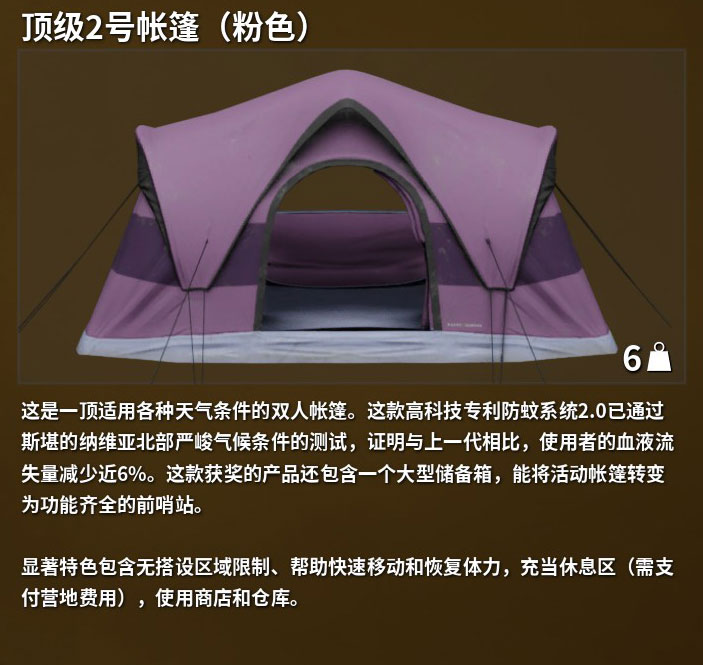 顶级2号帐篷（粉色）
6
这是一顶适用各种天气条件的双人帐篷。这款高科技专利防蚊系统2.0已通过
斯堪的纳维亚北部严峻气候条件的测试，证明与上一代相比，使用者的血液流
失量减少近6%。这款获奖的产品还包含一个大型储备箱，能将活动帐篷转变
为功能齐全的前哨站。
显著特色包含无搭设区域限制、帮助快速移动和恢复体力，充当休息区（需支
付营地费用），使用商店和仓库。